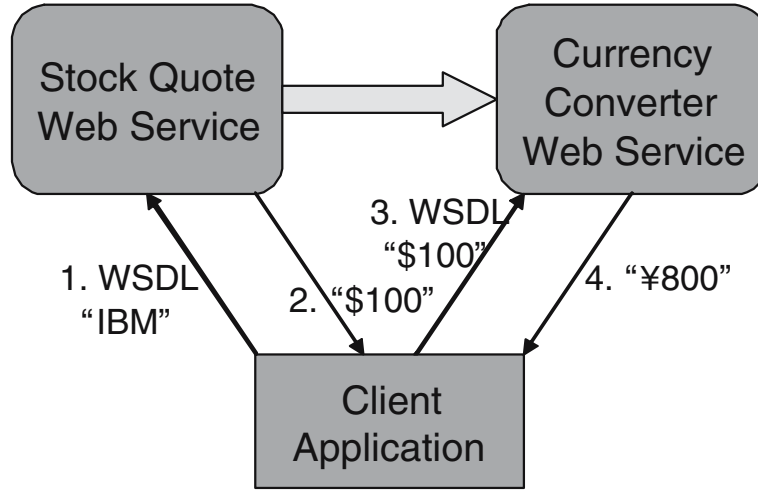 Stock Quote
Web Service
Currency
Converter
Web Service
1. WSDL
“IBM”
2. “$100”
3. WSDL
“$100”
4. “¥800”
Client
Application